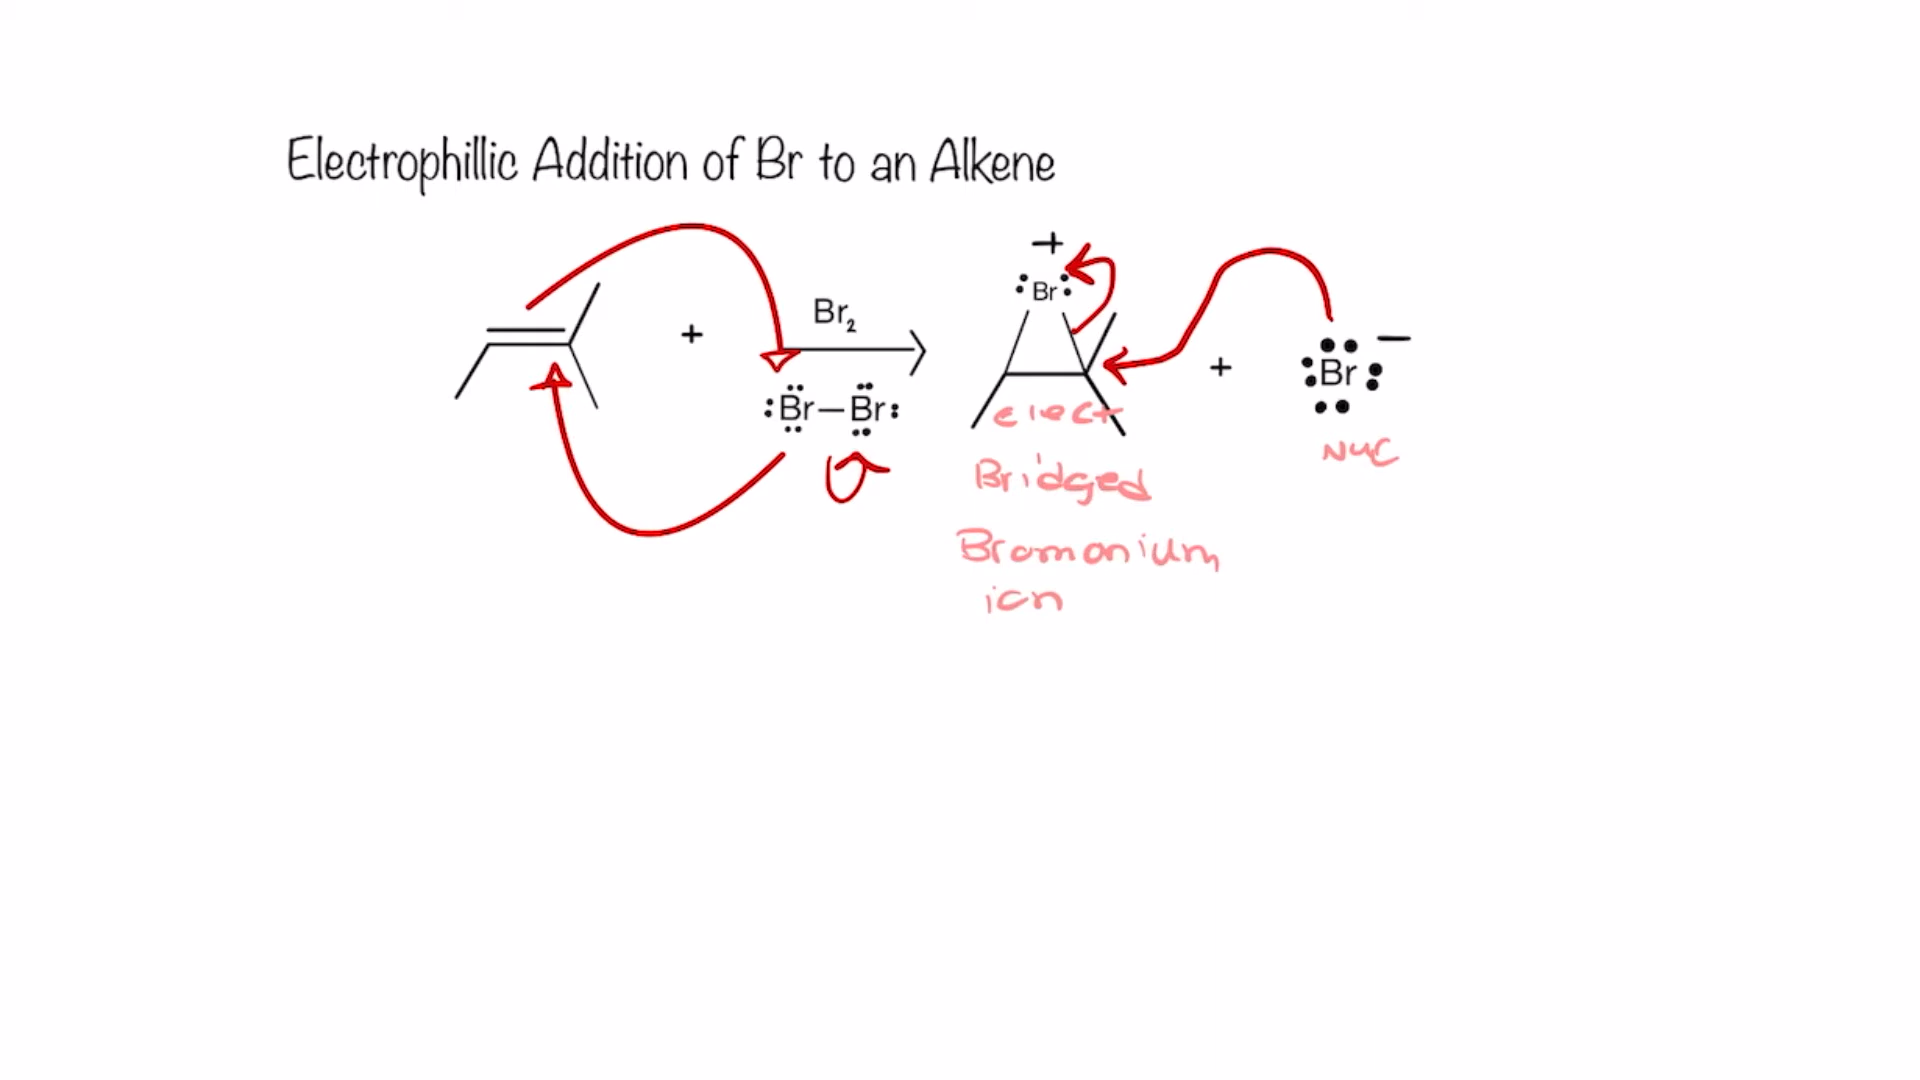 Electrophillic Addition of Br to an Alkene
+ Br2 +
:Br: + :Br: −
:Br—Br:
elect NuC
Bridged
Bromonium
ion